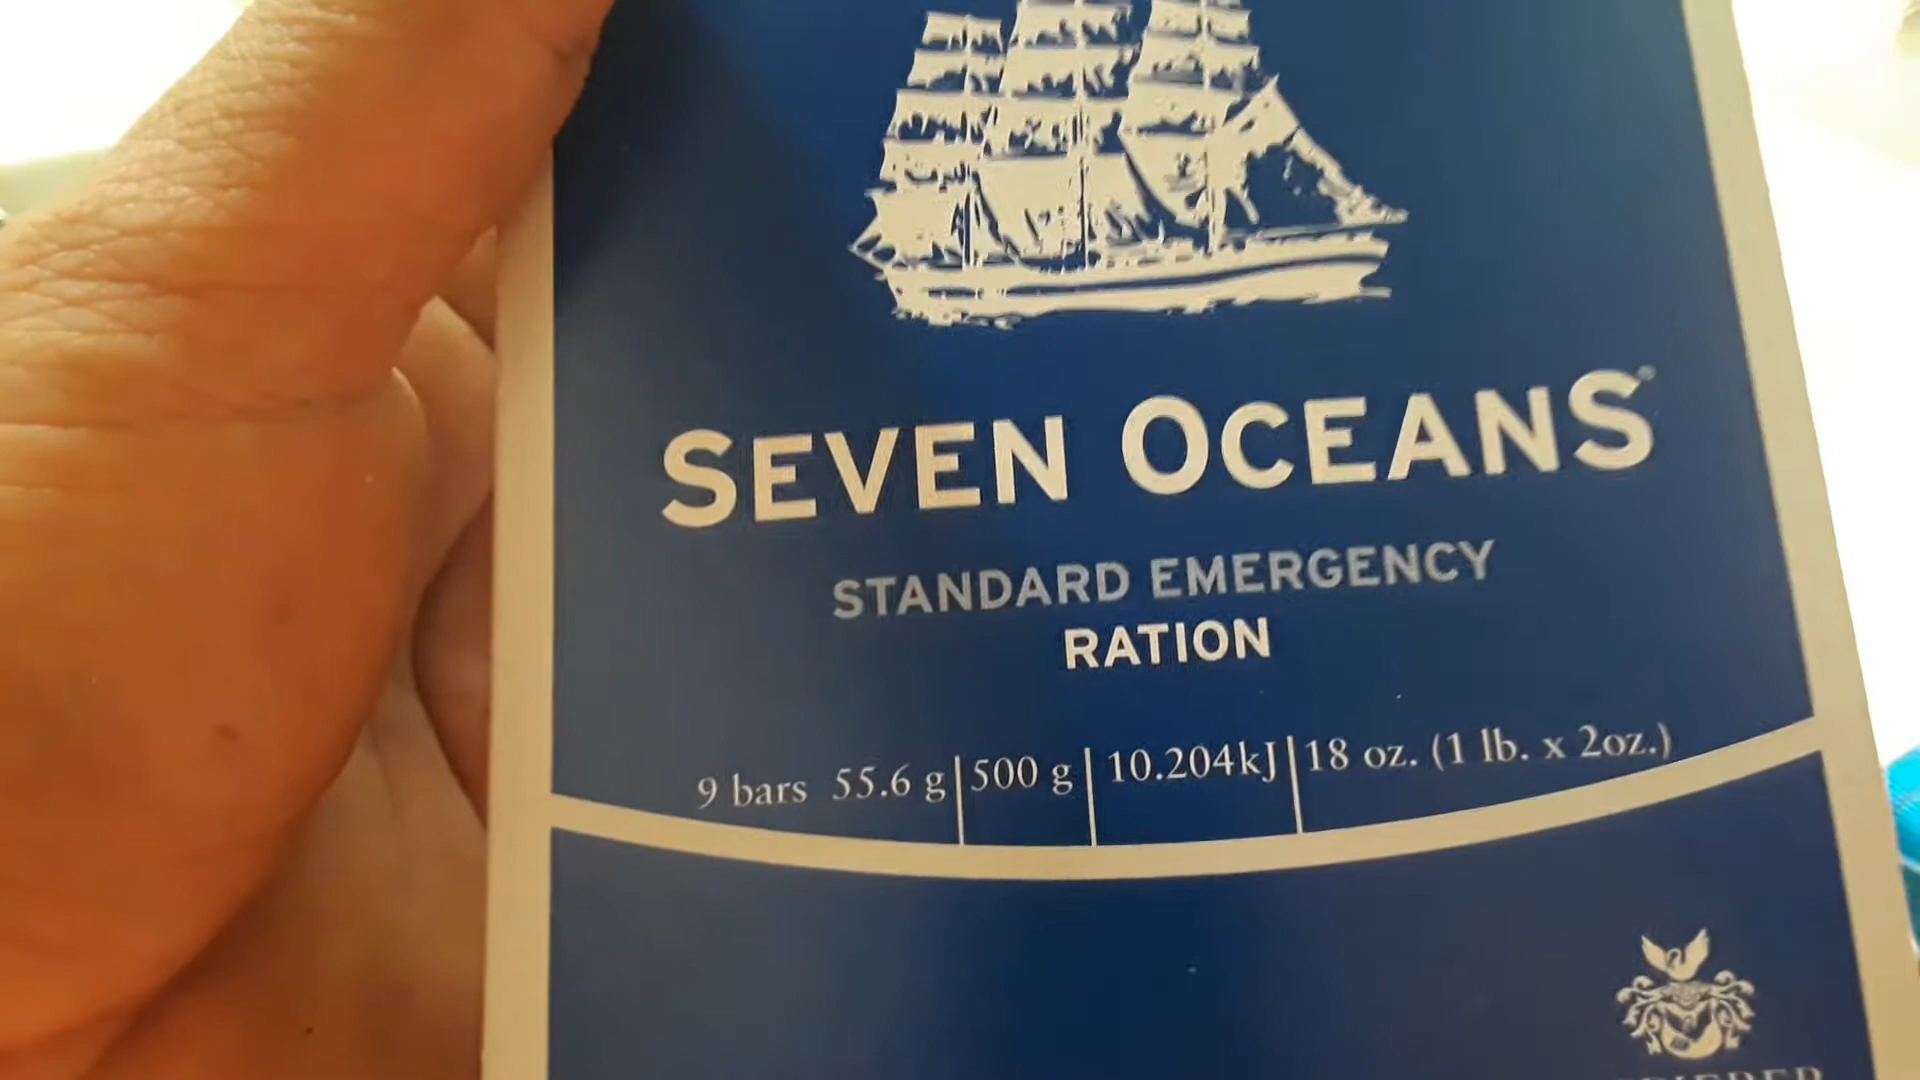 SEVEN OCEANS®
STANDARD EMERGENCY
RATION
9 bars 55.6 g | 500 g | 10.204kJ | 18 oz. (1 lb. x 2oz.)